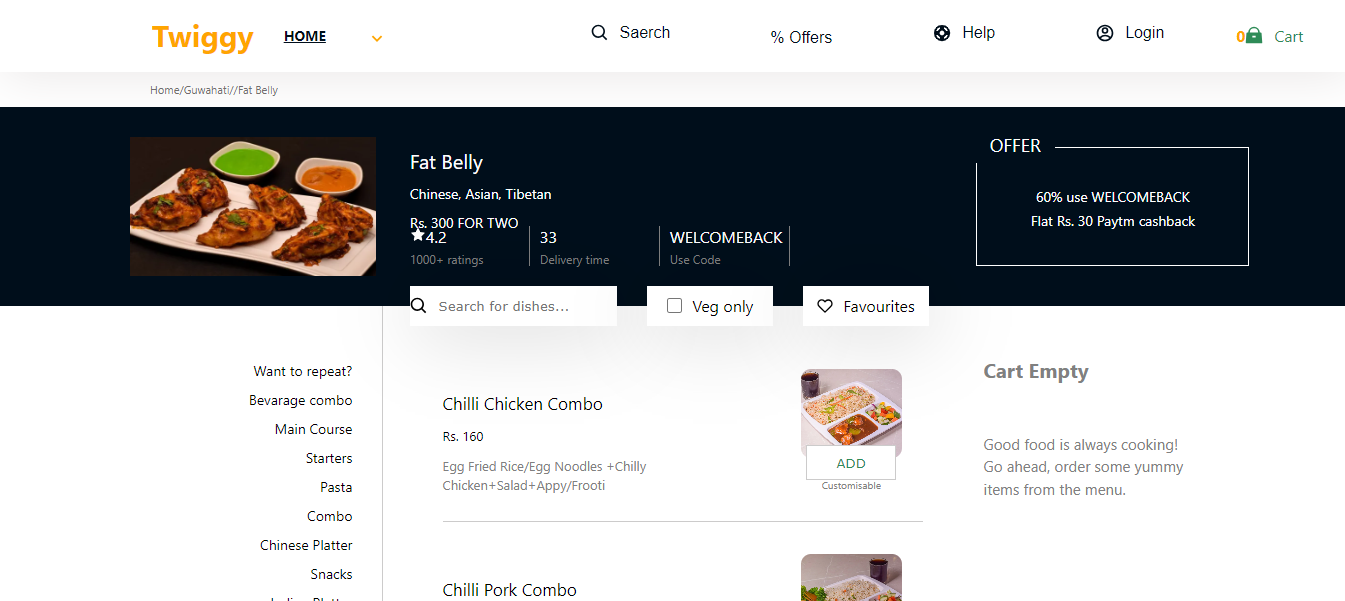 Twiggy
HOME
Saerch
% Offers
Help
Login
0
Cart
Home/Guwahati//Fat Belly
Fat Belly
Chinese, Asian, Tibetan
Rs. 300 FOR TWO
4.2
1000+ ratings
33
Delivery time
WELCOMEBACK
Use Code
OFFER
60% use WELCOMEBACK
Flat Rs. 30 Paytm cashback
Search for dishes...
Veg only
Favourites
Want to repeat?
Bevarage combo
Main Course
Starters
Pasta
Combo
Chinese Platter
Snacks
Chilli Chicken Combo
Rs. 160
Egg Fried Rice/Egg Noodles +Chilly
Chicken+Salad+Appy/Frooti
ADD
Customisable
Chilli Pork Combo
Cart Empty
Good food is always cooking!
Go ahead, order some yummy
items from the menu.